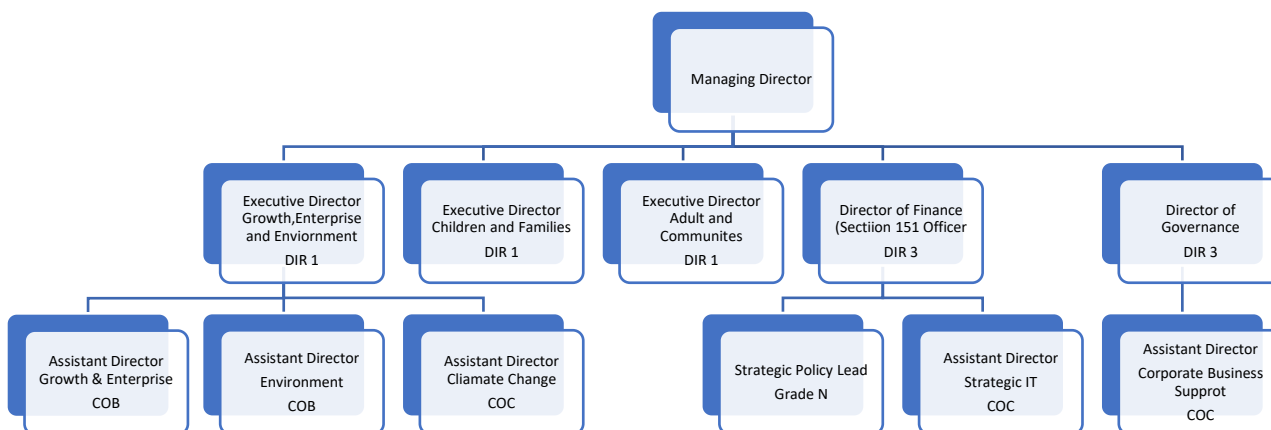 Managing Director
Executive Director
Growth,Enterprise
and Enviornment
DIR 1
Executive Director
Children and Families
DIR 1
Executive Director
Adult and
Communites
DIR 1
Director of Finance
(Sectiion 151 Officer
DIR 3
Director of
Governance
DIR 3
Assistant Director
Growth & Enterprise
COB
Assistant Director
Environment
COB
Assistant Director
Cliamate Change
COC
Strategic Policy Lead
Grade N
Assistant Director
Strategic IT
COC
Assistant Director
Corporate Business
Supprot
COC